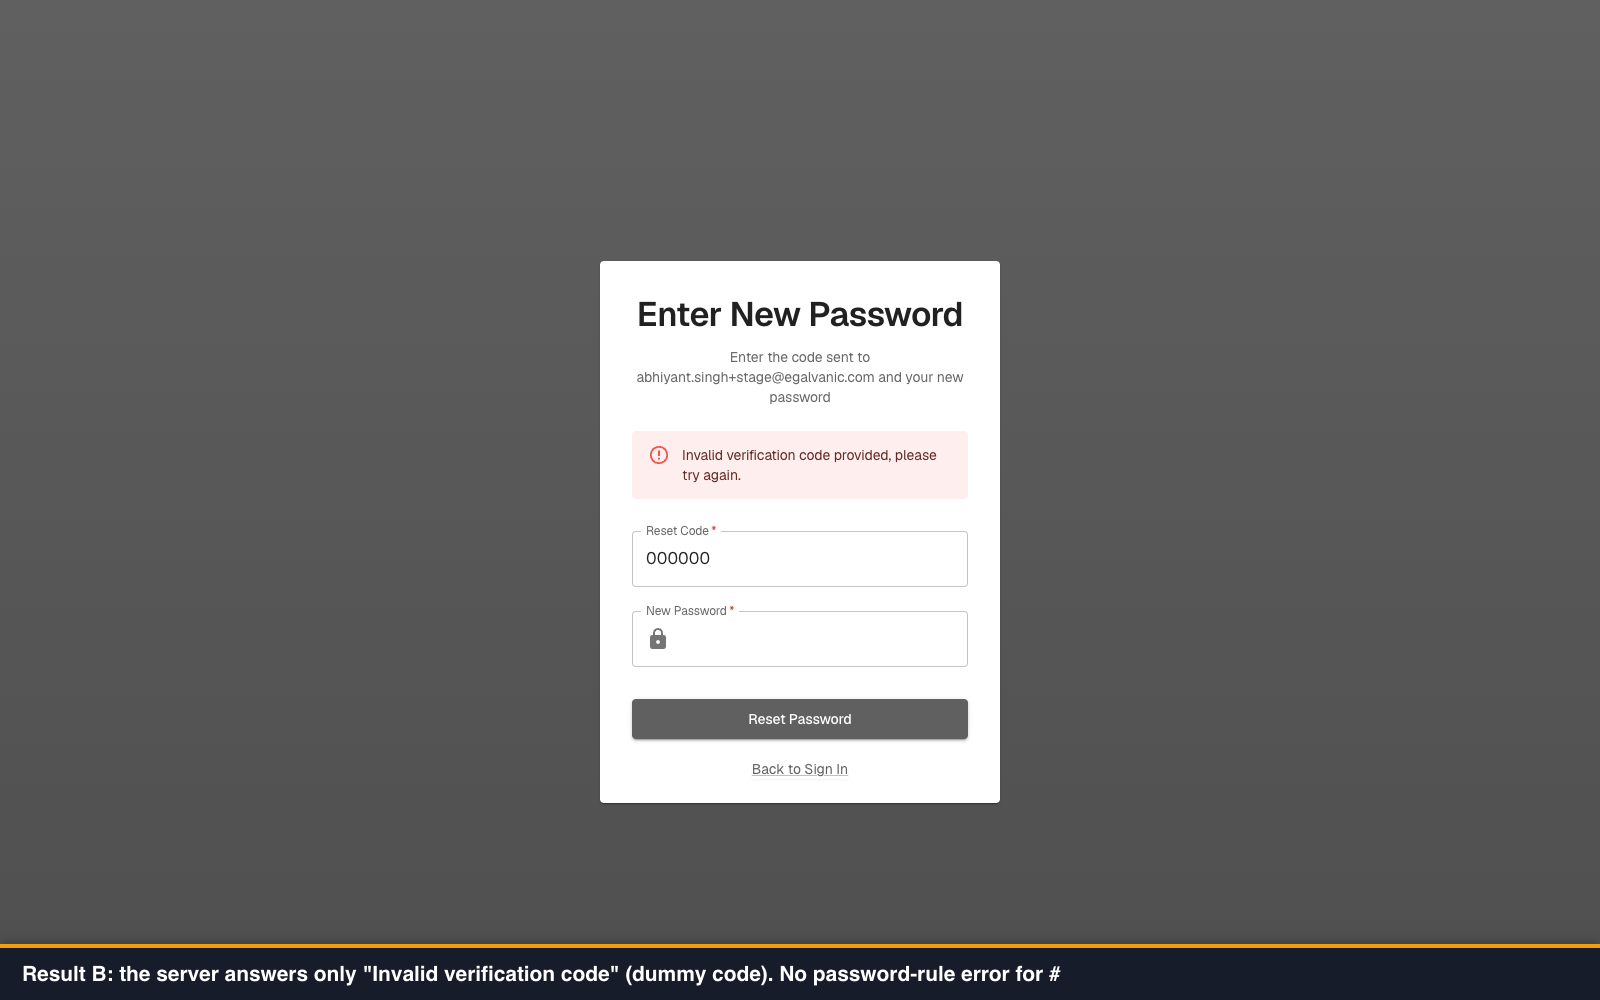 Enter New Password
Enter the code sent to
abhiyant.singh+stage@egalvanic.com and your new
password
Invalid verification code provided, please
try again.
Reset Code *
000000
New Password *
Reset Password
Back to Sign In
Result B: the server answers only "Invalid verification code" (dummy code). No password-rule error for #